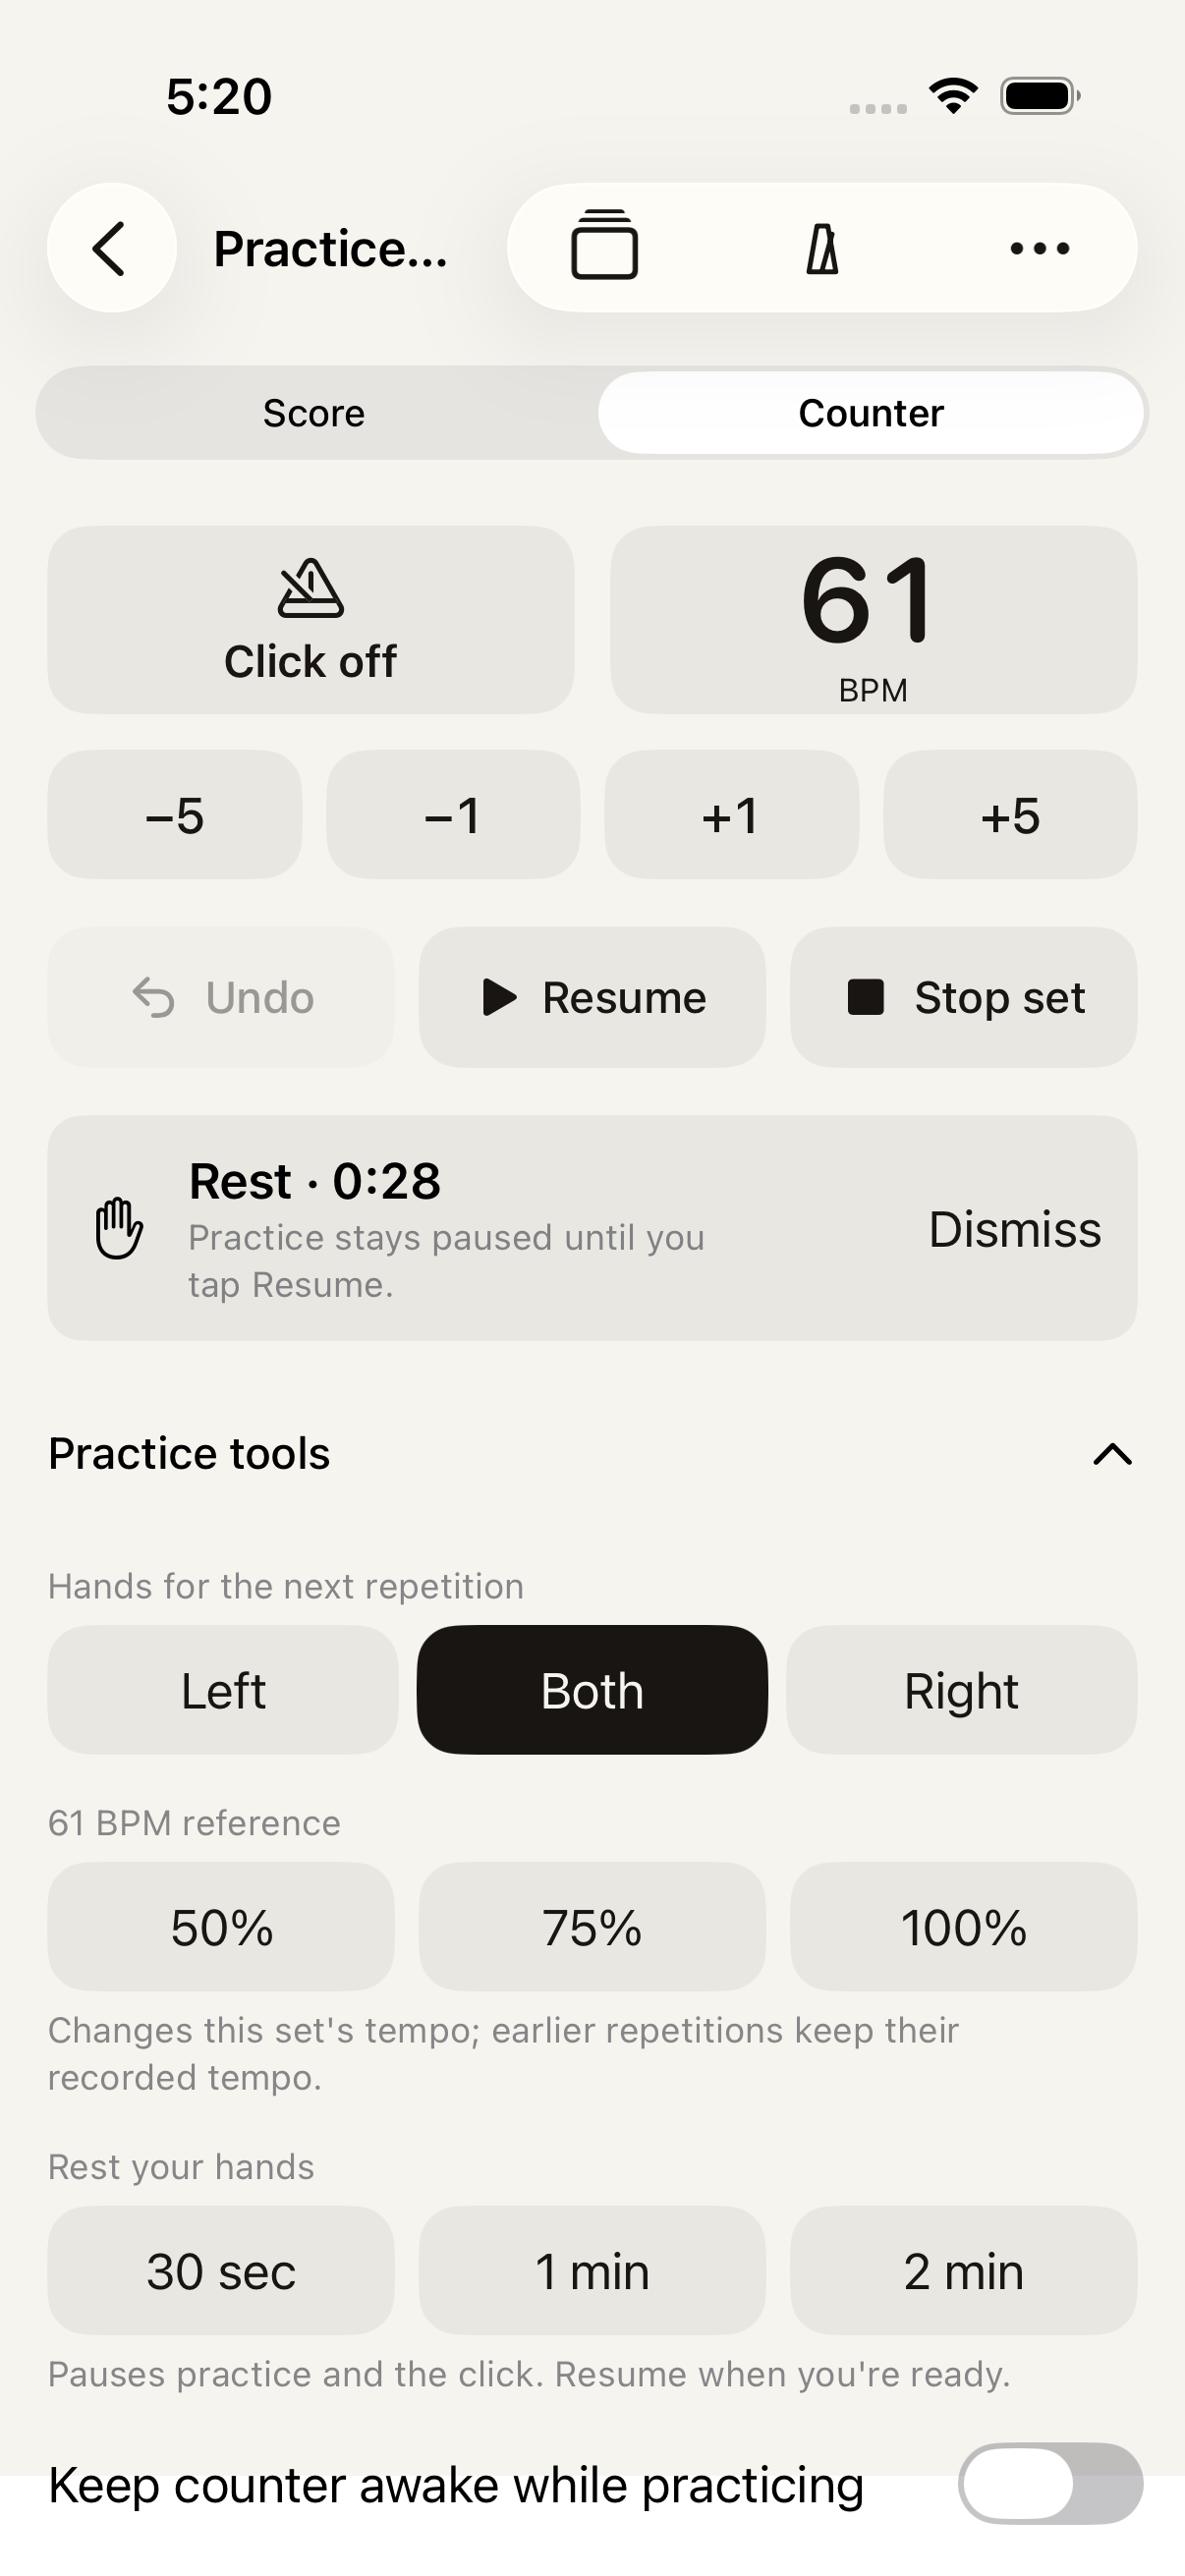 5:20
Practice...
Score
Counter
Click off
61
BPM
–5
–1
+1
+5
Undo
Resume
Stop set
Rest · 0:28
Practice stays paused until you
tap Resume.
Dismiss
Practice tools
Hands for the next repetition
Left
Both
Right
61 BPM reference
50%
75%
100%
Changes this set's tempo; earlier repetitions keep their
recorded tempo.
Rest your hands
30 sec
1 min
2 min
Pauses practice and the click. Resume when you're ready.
Keep counter awake while practicing